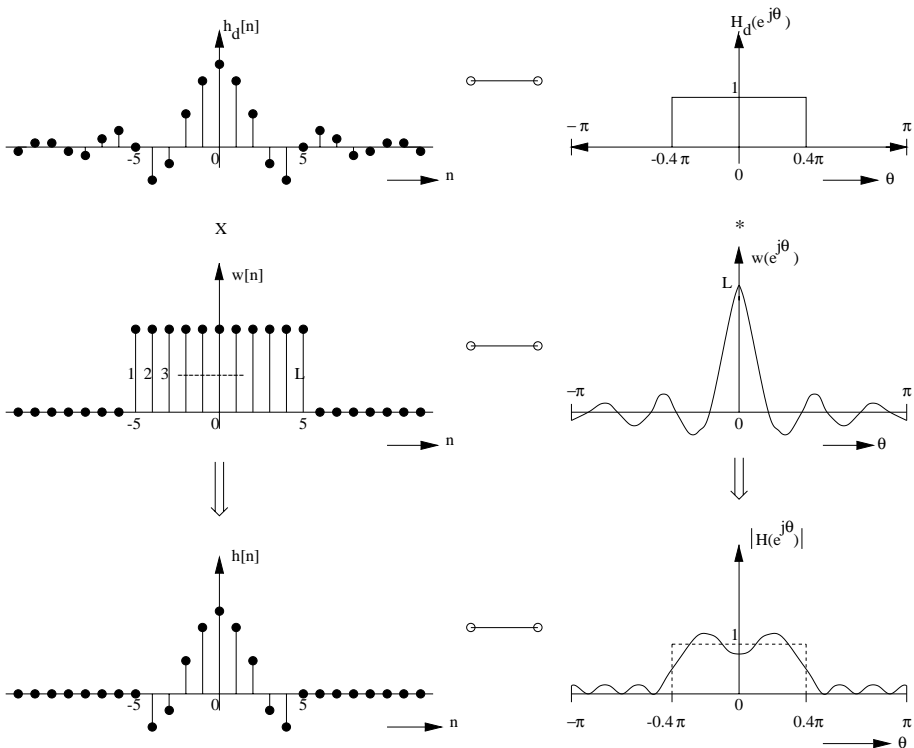 h_d[n]
-5
0
5
n
H_d(e^{jθ})
1
-π
π
-0.4π
0.4π
0
θ
X
*
w[n]
1 2 3 ------------ L
-5
0
5
n
w(e^{jθ})
L
-π
π
0
θ
h[n]
-5
0
5
n
|H(e^{jθ})|
1
-π
-0.4π
0
0.4π
π
θ